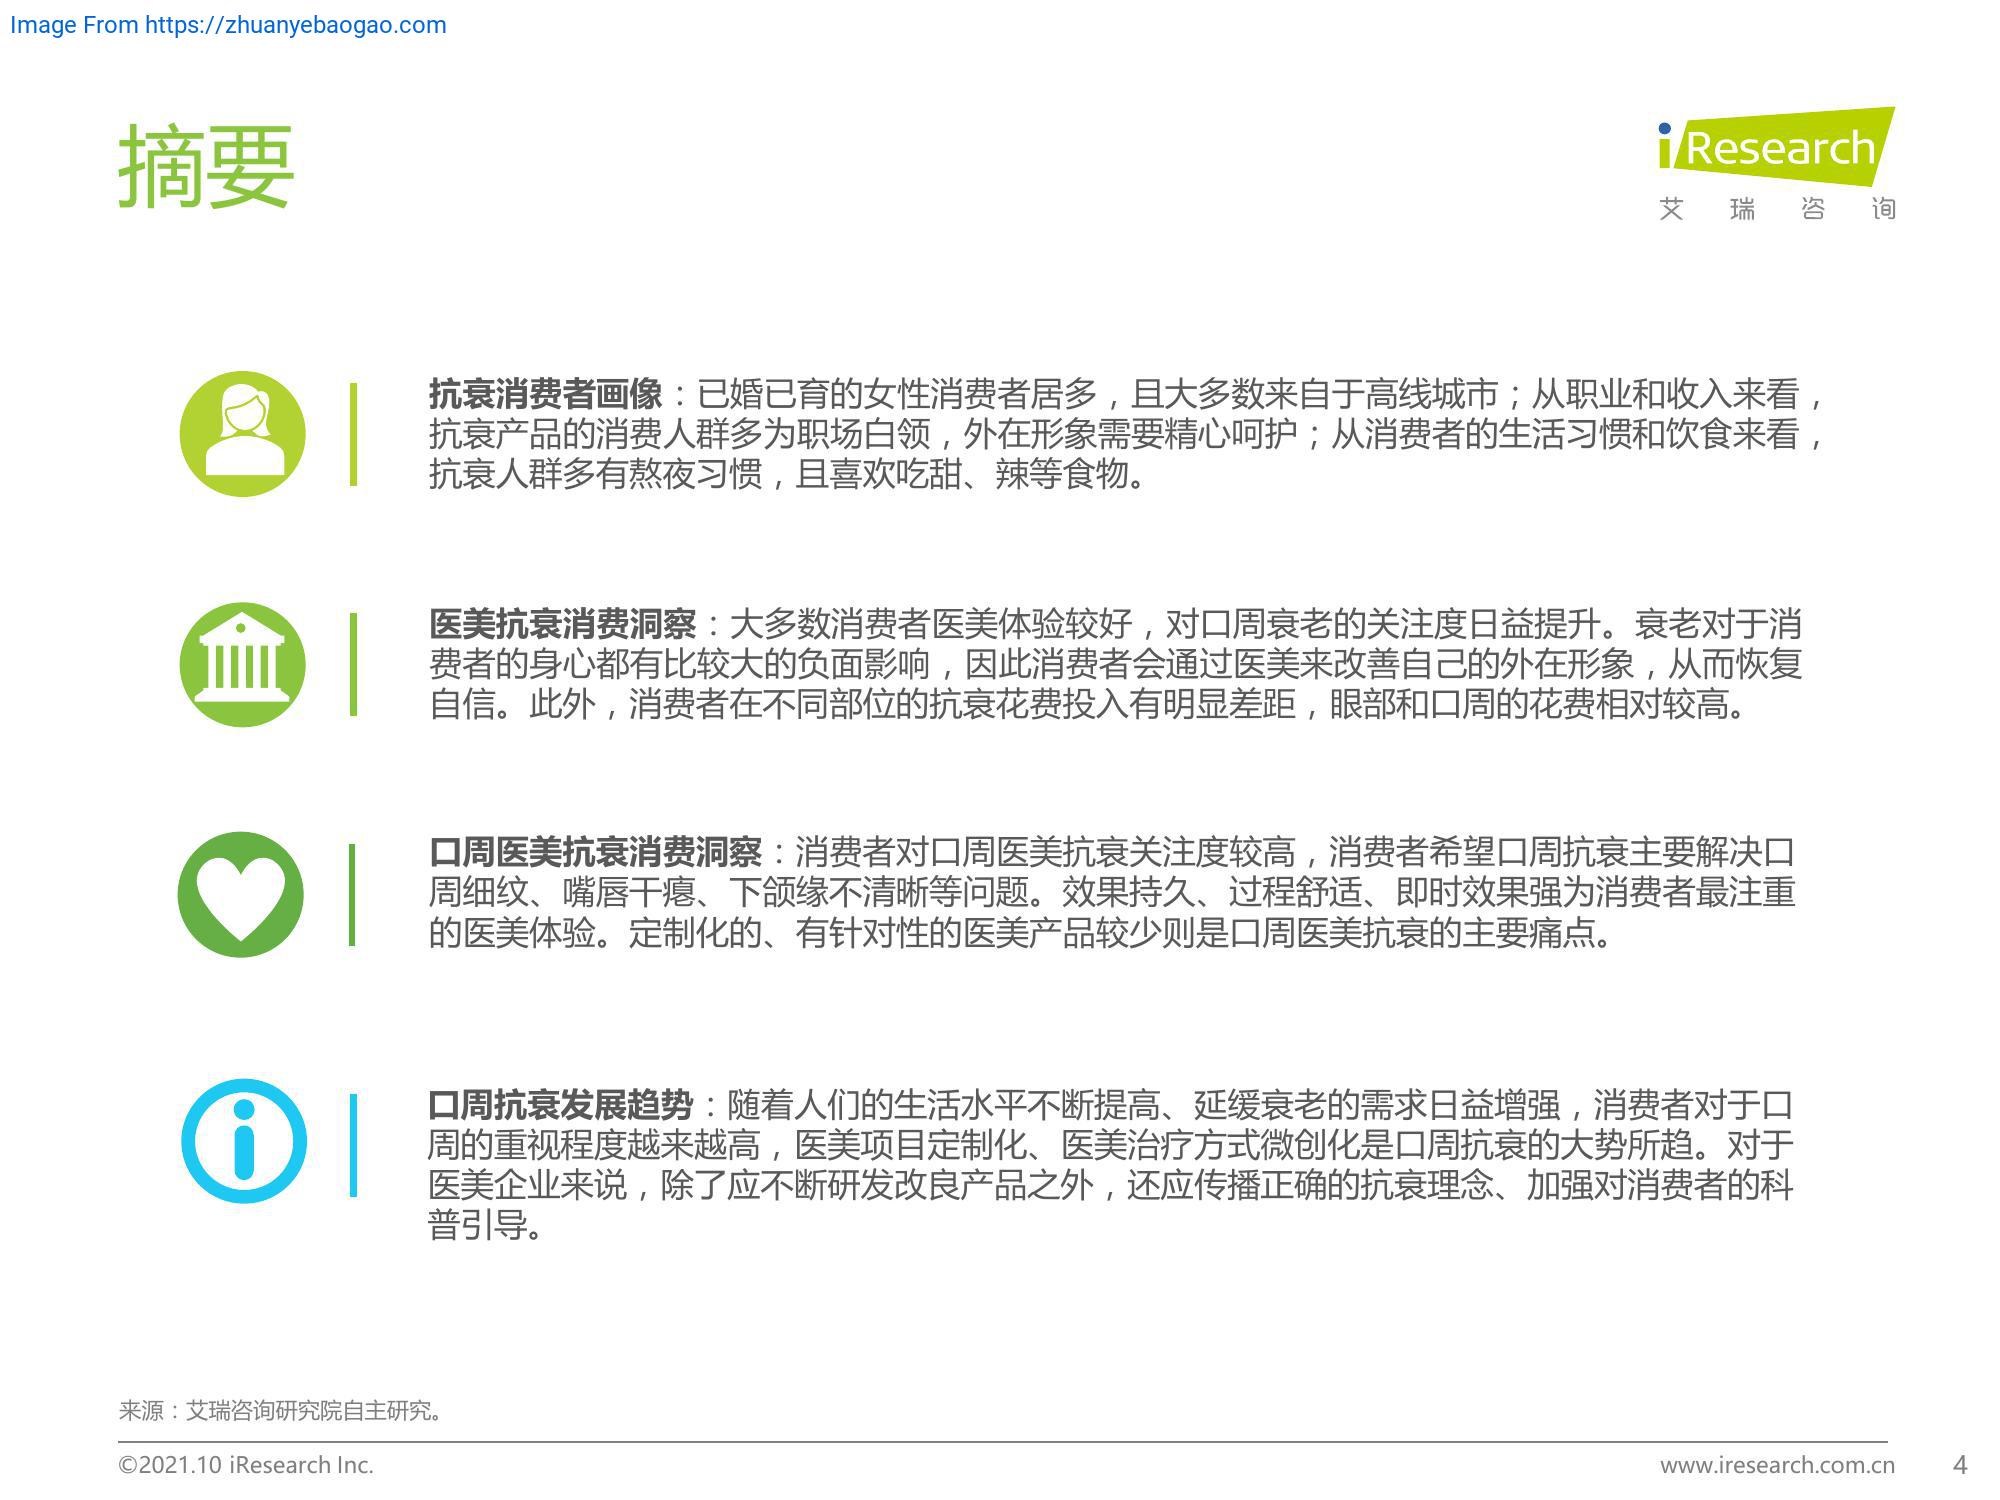 Image From https://zhuanyebaogao.com
摘要
iResearch
艾瑞咨询
抗衰消费者画像：已婚已育的女性消费者居多，且大多数来自于高线城市；从职业和收入来看，
抗衰产品的消费人群多为职场白领，外在形象需要精心呵护；从消费者的生活习惯和饮食来看，
抗衰人群多有熬夜习惯，且喜欢吃甜、辣等食物。
医美抗衰消费洞察：大多数消费者医美体验较好，对口周衰老的关注度日益提升。衰老对于消
费者的身心都有比较大的负面影响，因此消费者会通过医美来改善自己的外在形象，从而恢复
自信。此外，消费者在不同部位的抗衰花费投入有明显差距，眼部和口周的花费相对较高。
口周医美抗衰消费洞察：消费者对口周医美抗衰关注度较高，消费者希望口周抗衰主要解决口
周细纹、嘴唇干瘪、下颌缘不清晰等问题。效果持久、过程舒适、即时效果强为消费者最注重
的医美体验。定制化的、有针对性的医美产品较少则是口周医美抗衰的主要痛点。
口周抗衰发展趋势：随着人们的生活水平不断提高、延缓衰老的需求日益增强，消费者对于口
周的重视程度越来越高，医美项目定制化、医美治疗方式微创化是口周抗衰的大势所趋。对于
医美企业来说，除了应不断研发改良产品之外，还应传播正确的抗衰理念、加强对消费者的科
普引导。
来源：艾瑞咨询研究院自主研究。
©2021.10 iResearch Inc.
www.iresearch.com.cn
4